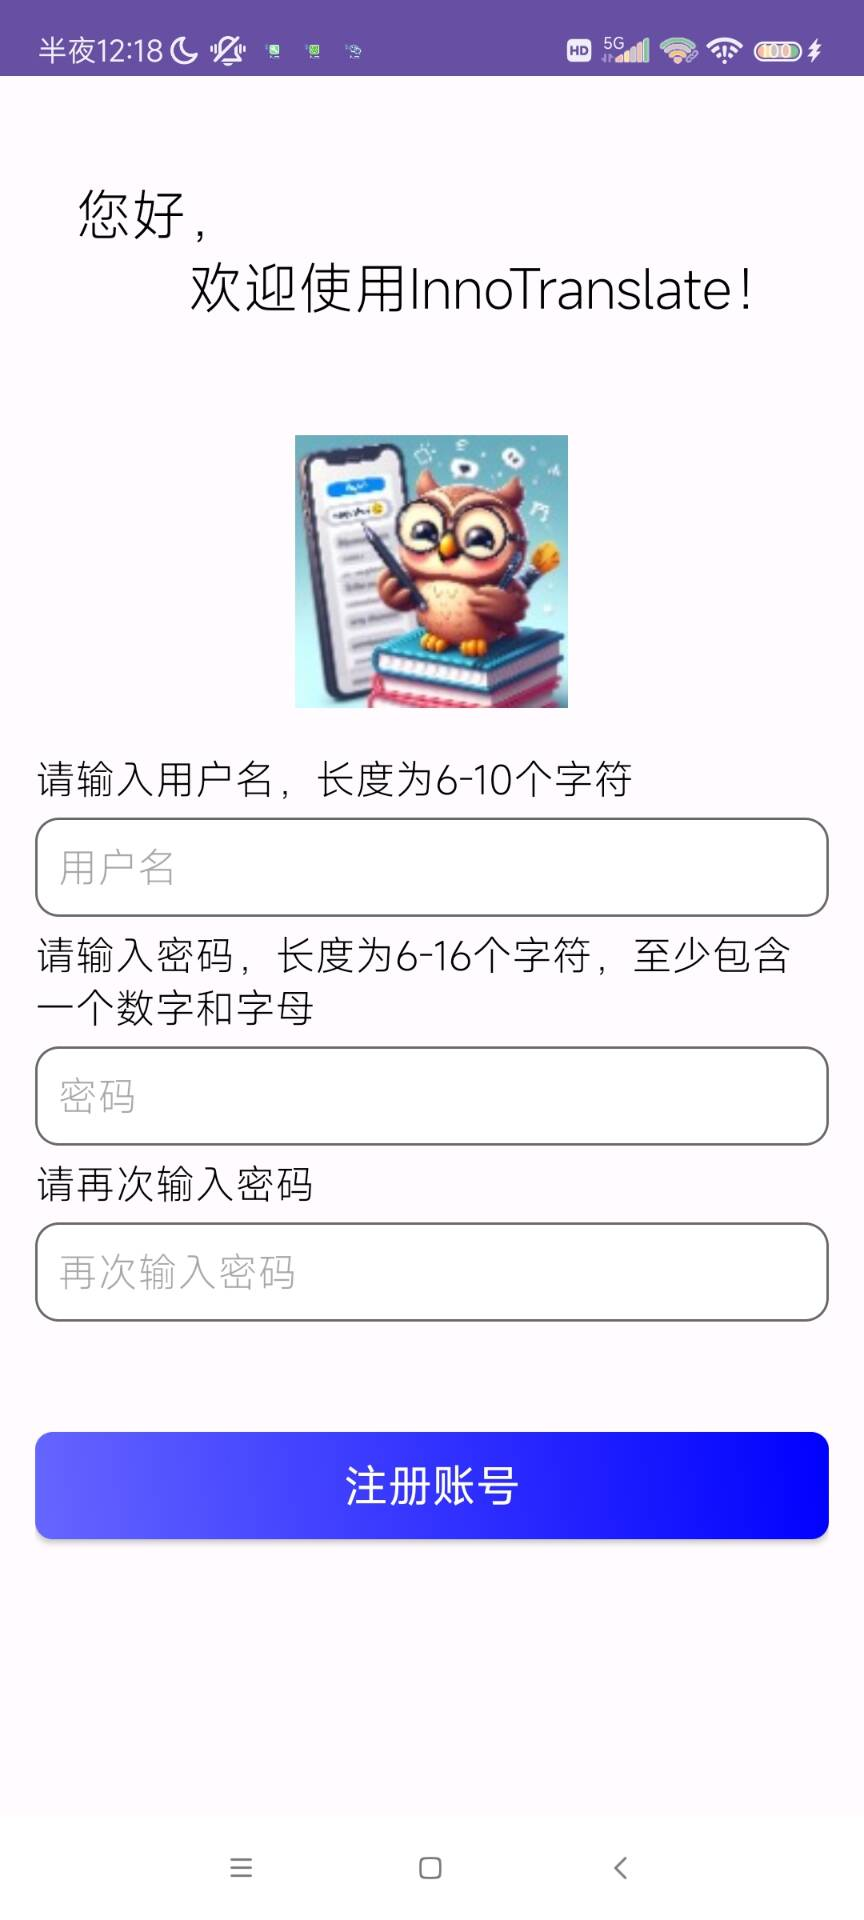 半夜12:18
HD 5G 100
您好，
欢迎使用InnoTranslate！
请输入用户名，长度为6-10个字符
用户名
请输入密码，长度为6-16个字符，至少包含
一个数字和字母
密码
请再次输入密码
再次输入密码
注册账号